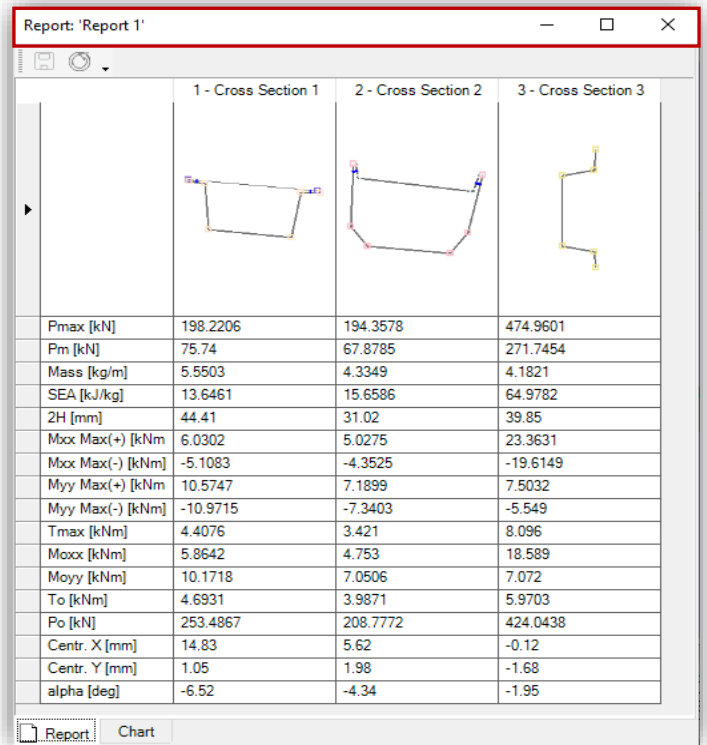 Report: 'Report 1'
1 - Cross Section 1 2 - Cross Section 2 3 - Cross Section 3
Pmax [kN] 198.2206 194.3578 474.9601
Pm [kN] 75.74 67.8785 271.7454
Mass [kg/m] 5.5503 4.3349 4.1821
SEA [kJ/kg] 13.6461 15.6586 64.9782
2H [mm] 44.41 31.02 39.85
Mxx Max(+) [kNm 6.0302 5.0275 23.3631
Mxx Max(-) [kNm] -5.1083 -4.3525 -19.6149
Myy Max(+) [kNm 10.5747 7.1899 7.5032
Myy Max(-) [kNm] -10.9715 -7.3403 -5.549
Tmax [kNm] 4.4076 3.421 8.096
Moxx [kNm] 5.8642 4.753 18.589
Moyy [kNm] 10.1718 7.0506 7.072
To [kNm] 4.6931 3.9871 5.9703
Po [kN] 253.4867 208.7772 424.0438
Centr. X [mm] 14.83 5.62 -0.12
Centr. Y [mm] 1.05 1.98 -1.68
alpha [deg] -6.52 -4.34 -1.95
Report Chart